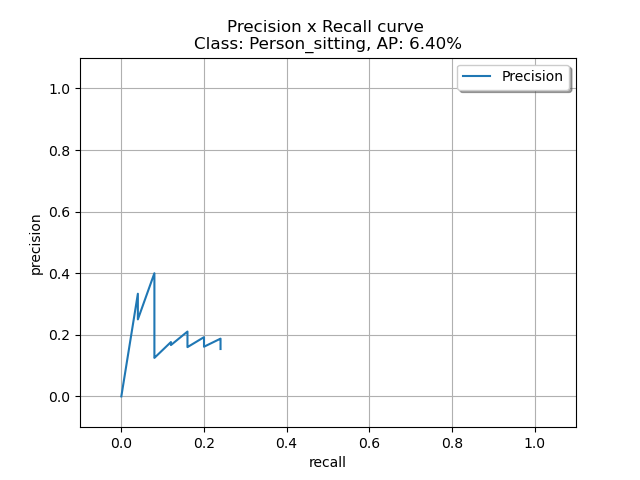 Precision x Recall curve
Class: Person_sitting, AP: 6.40%
Precision
1.0
0.8
0.6
0.4
0.2
0.0
precision
0.0 0.2 0.4 0.6 0.8 1.0
recall